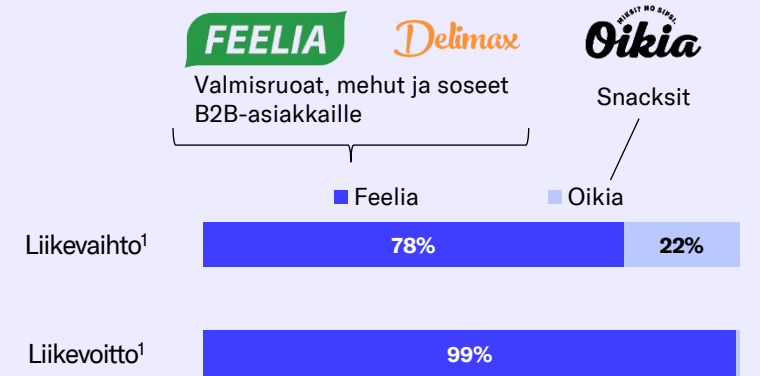 FEELIA
Delimax
MIKSI? NO SIPSI.
Oikia
Valmisruoat, mehut ja soseet
B2B-asiakkaille
Snacksit
Feelia
Oikia
Liikevaihto¹
78%
22%
Liikevoitto¹
99%